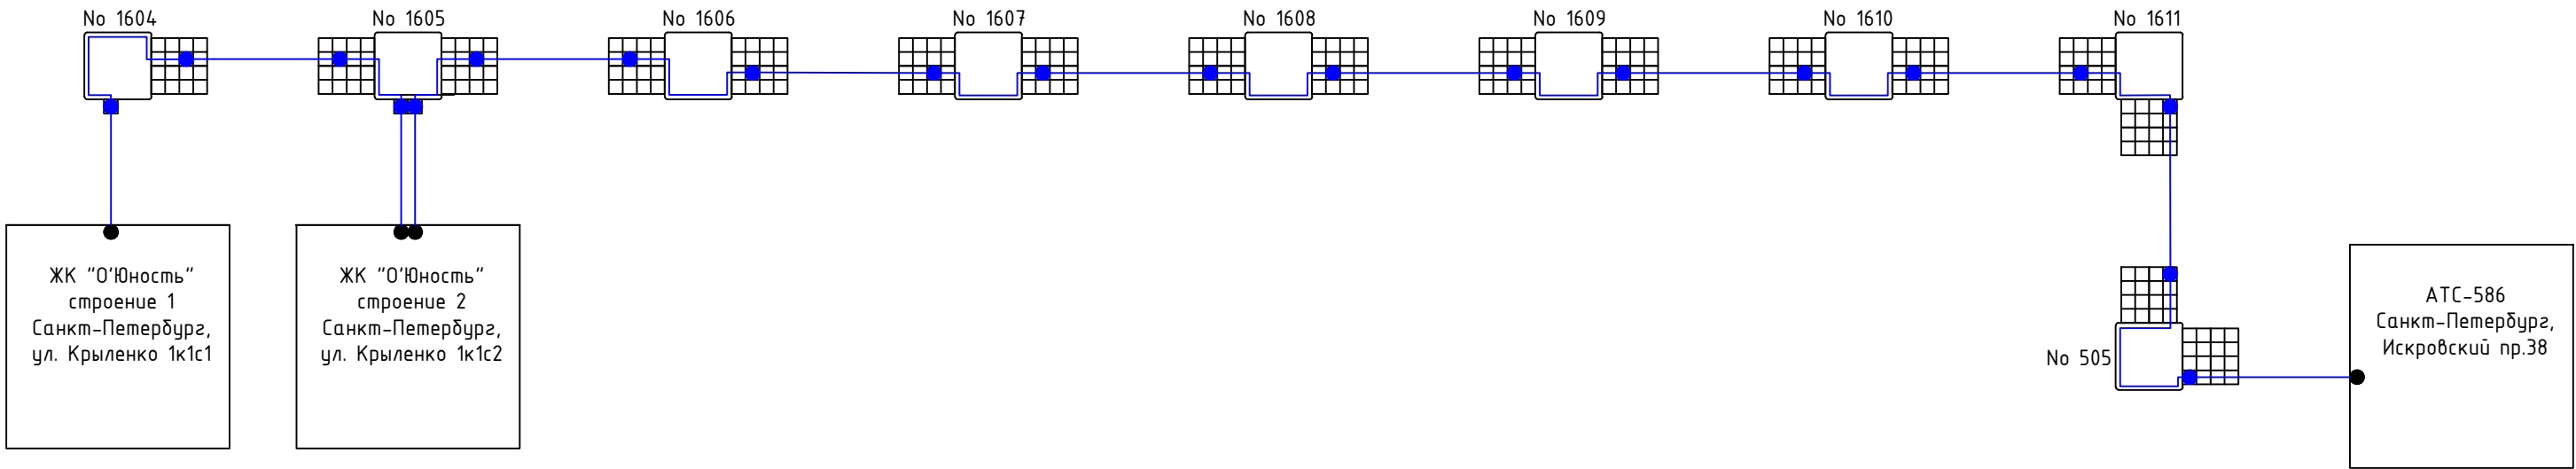 No 1604
No 1605
No 1606
No 1607
No 1608
No 1609
No 1610
No 1611
ЖК "О'Юность"
строение 1
Санкт-Петербург,
ул. Крыленко 1к1с1
ЖК "О'Юность"
строение 2
Санкт-Петербург,
ул. Крыленко 1к1с2
No 505
АТС-586
Санкт-Петербург,
Искровский пр.38